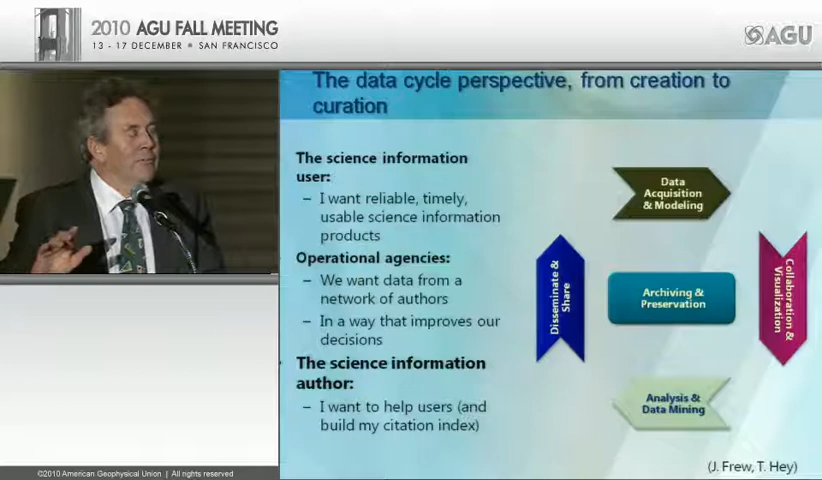 2010 AGU FALL MEETING
13 - 17 DECEMBER • SAN FRANCISCO
AGU
The data cycle perspective, from creation to
curation
The science information
user:
– I want reliable, timely,
usable science information
products
Operational agencies:
– We want data from a
network of authors
– In a way that improves our
decisions
The science information
author:
– I want to help users (and
build my citation index)
Data
Acquisition
& Modeling
Disseminate &
Share
Archiving &
Preservation
Collaboration &
Visualization
Analysis &
Data Mining
(J. Frew, T. Hey)
©2010 American Geophysical Union | All rights reserved